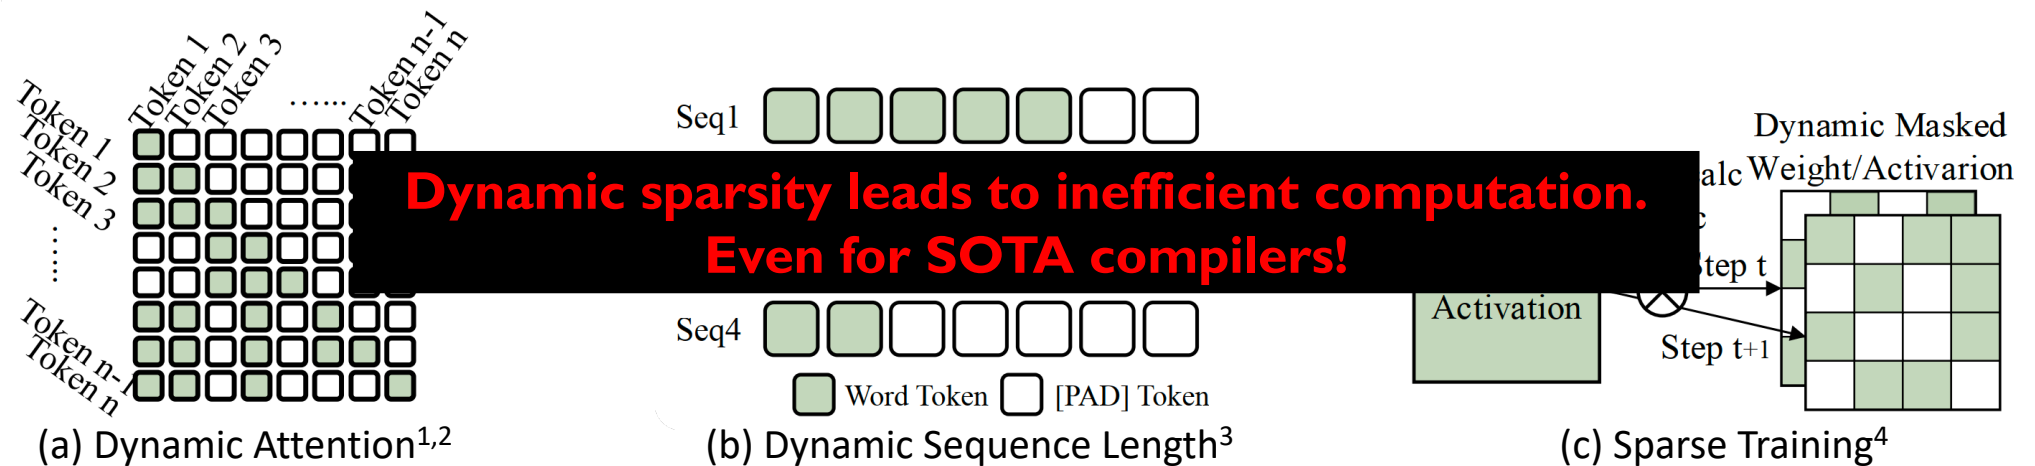 Token 1
Token 2
Token 3
......
Token n-1
Token n
Token 1
Token 2
Token 3
......
Token n-1
Token n
(a) Dynamic Attention1,2
Seq1
Seq4
Word Token
[PAD] Token
(b) Dynamic Sequence Length3
Dynamic sparsity leads to inefficient computation.
Even for SOTA compilers!
Dynamic Masked
Weight/Activarion
alc
c
Step t
Activation
Step t+1
(c) Sparse Training4